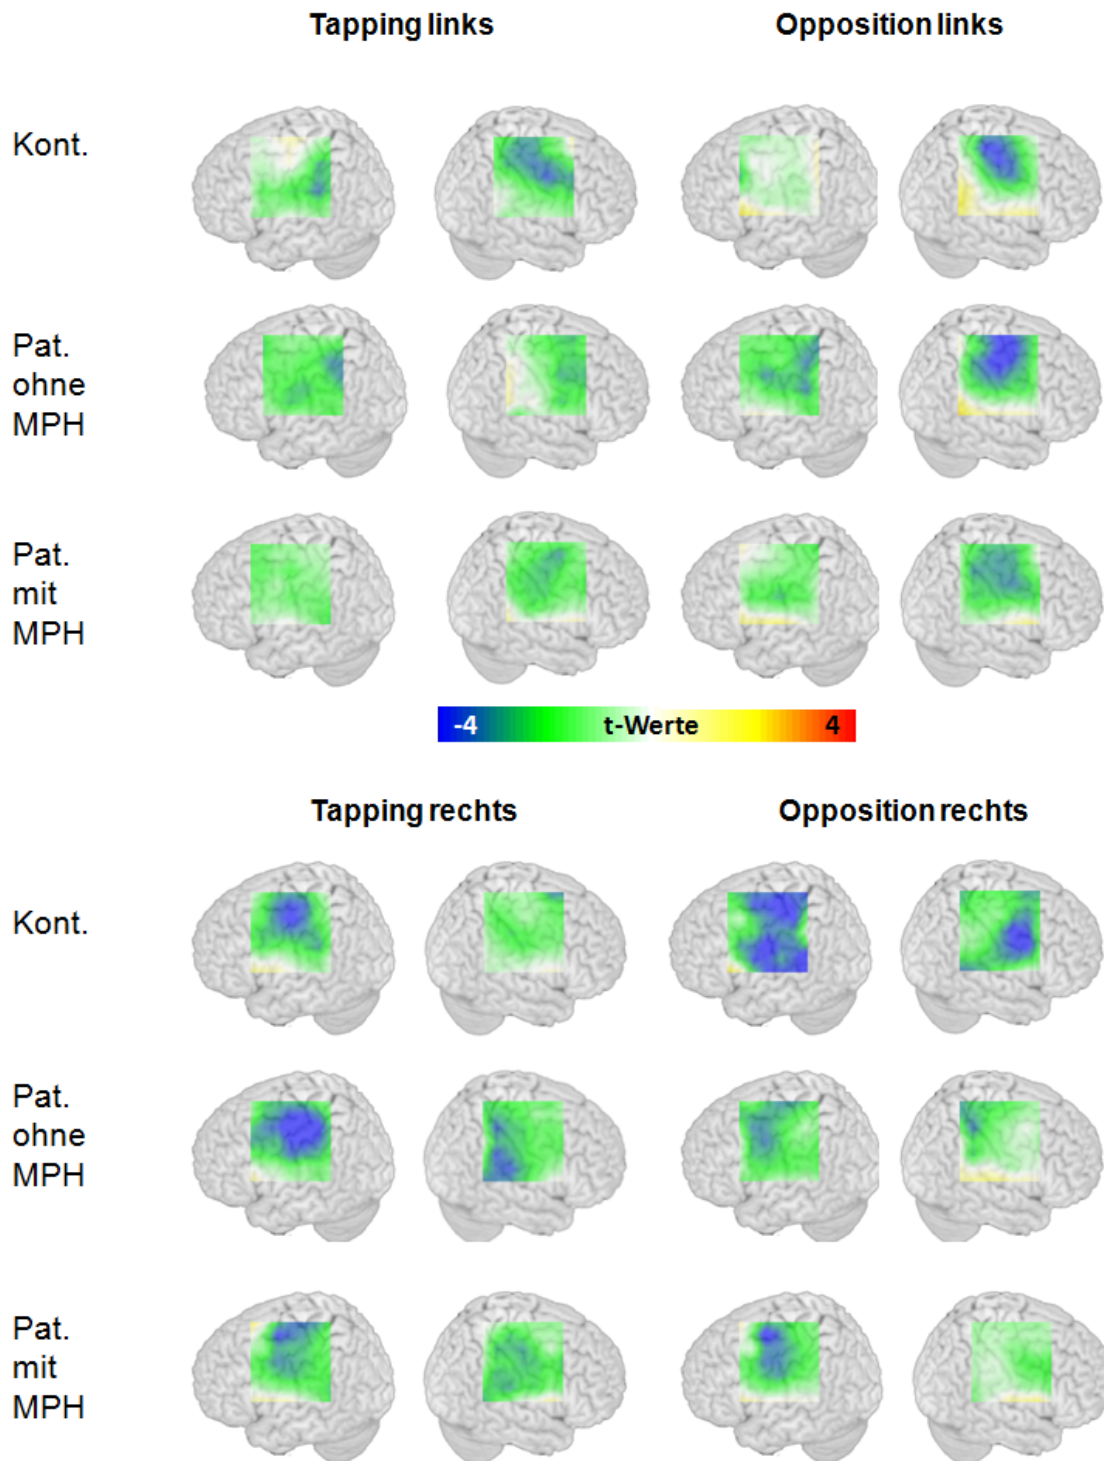 Tapping links
Opposition links
Kont.
Pat.
ohne
MPH
Pat.
mit
MPH
-4 t-Werte 4
Tapping rechts
Opposition rechts
Kont.
Pat.
ohne
MPH
Pat.
mit
MPH